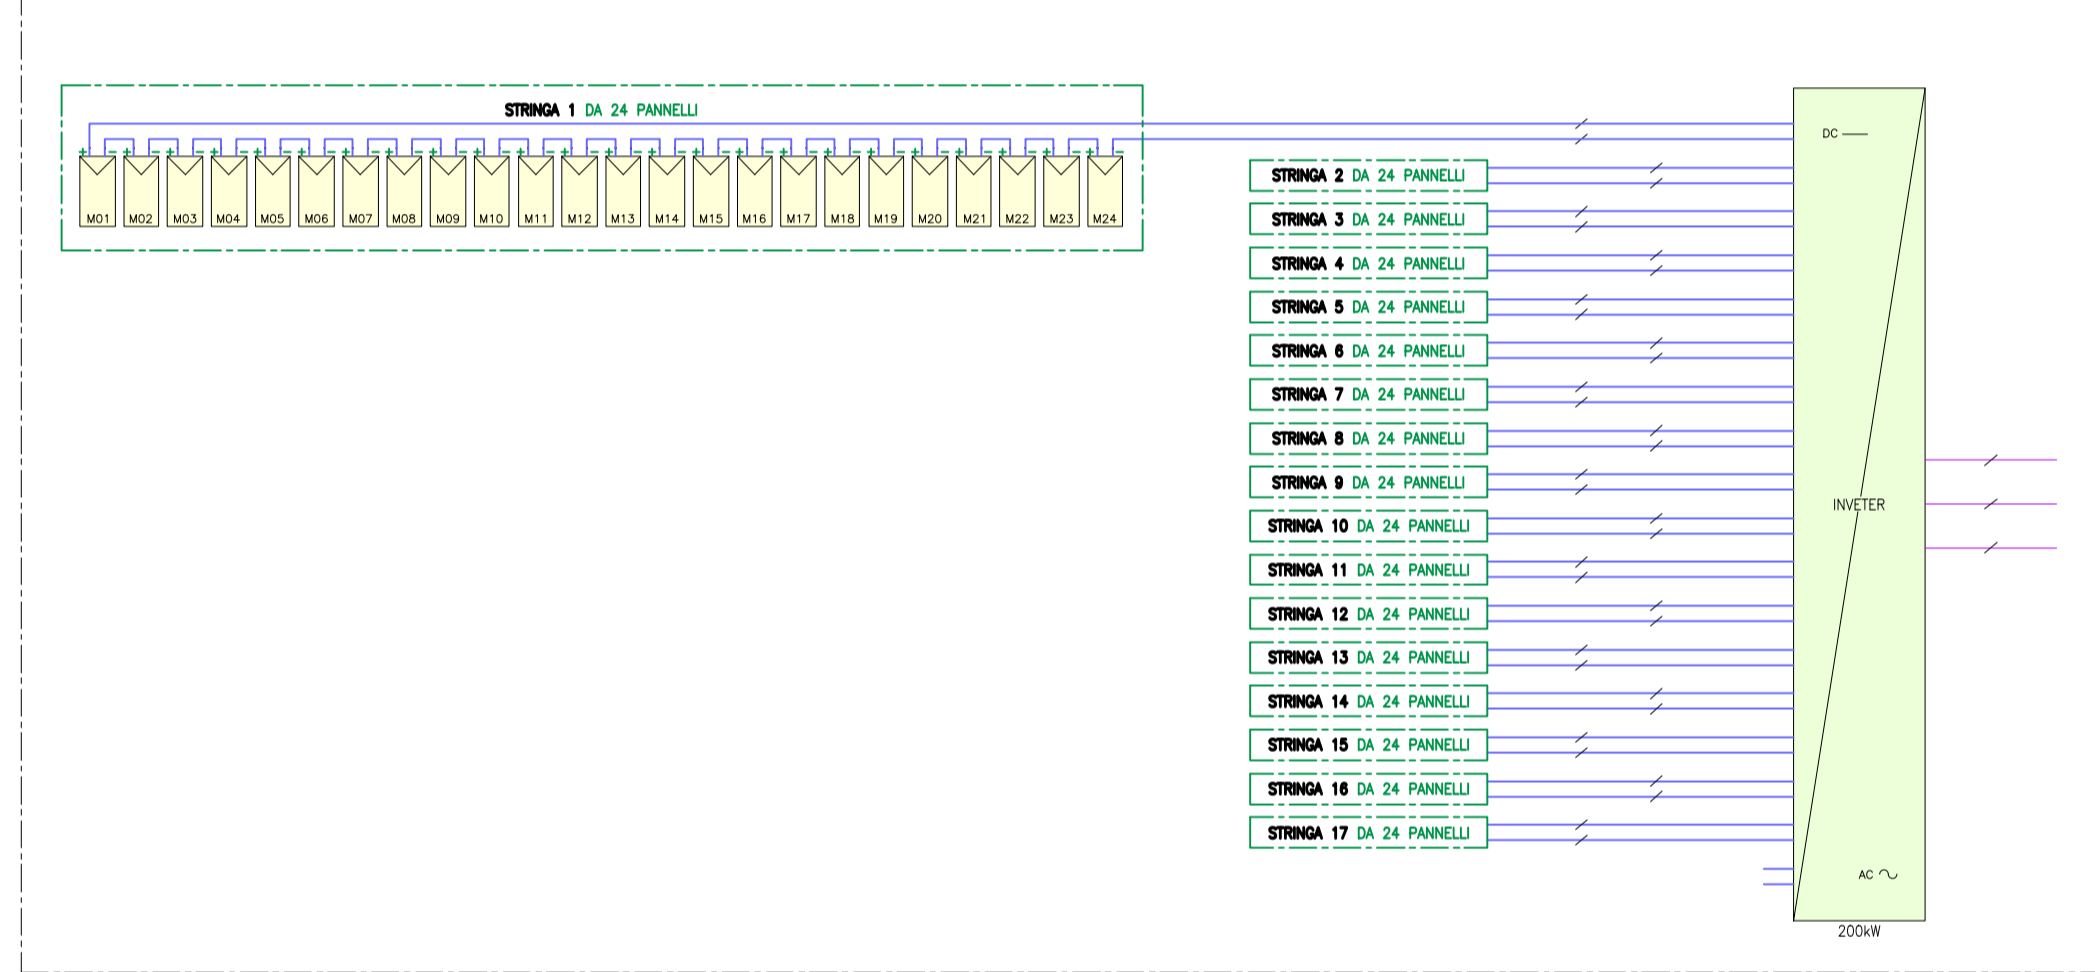 STRINGA 1 DA 24 PANNELLI
+ - + - + - + - + - + - + - + - + - + - + - + - + - + - + - + - + - + - + - + - + - + - + - + -
M01 M02 M03 M04 M05 M06 M07 M08 M09 M10 M11 M12 M13 M14 M15 M16 M17 M18 M19 M20 M21 M22 M23 M24
DC
STRINGA 2 DA 24 PANNELLI
STRINGA 3 DA 24 PANNELLI
STRINGA 4 DA 24 PANNELLI
STRINGA 5 DA 24 PANNELLI
STRINGA 6 DA 24 PANNELLI
STRINGA 7 DA 24 PANNELLI
STRINGA 8 DA 24 PANNELLI
STRINGA 9 DA 24 PANNELLI
INVETER
STRINGA 10 DA 24 PANNELLI
STRINGA 11 DA 24 PANNELLI
STRINGA 12 DA 24 PANNELLI
STRINGA 13 DA 24 PANNELLI
STRINGA 14 DA 24 PANNELLI
STRINGA 15 DA 24 PANNELLI
STRINGA 16 DA 24 PANNELLI
STRINGA 17 DA 24 PANNELLI
AC
200kW